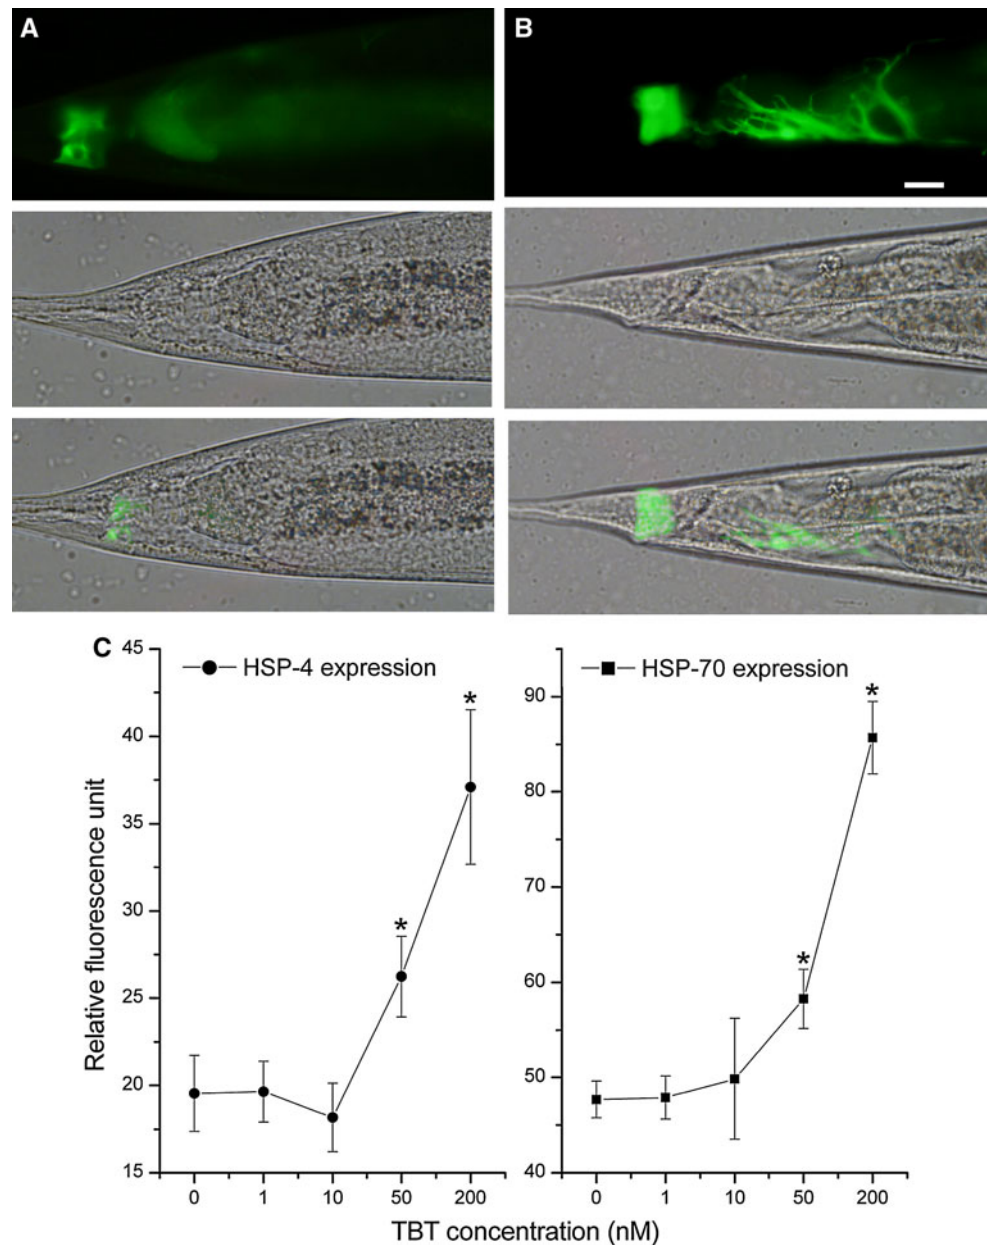 A
B
C
HSP-4 expression
HSP-70 expression
Relative fluorescence unit
45
40
35
30
25
20
15
*
*
0 1 10 50 200
90
80
70
60
50
40
*
*
0 1 10 50 200
TBT concentration (nM)